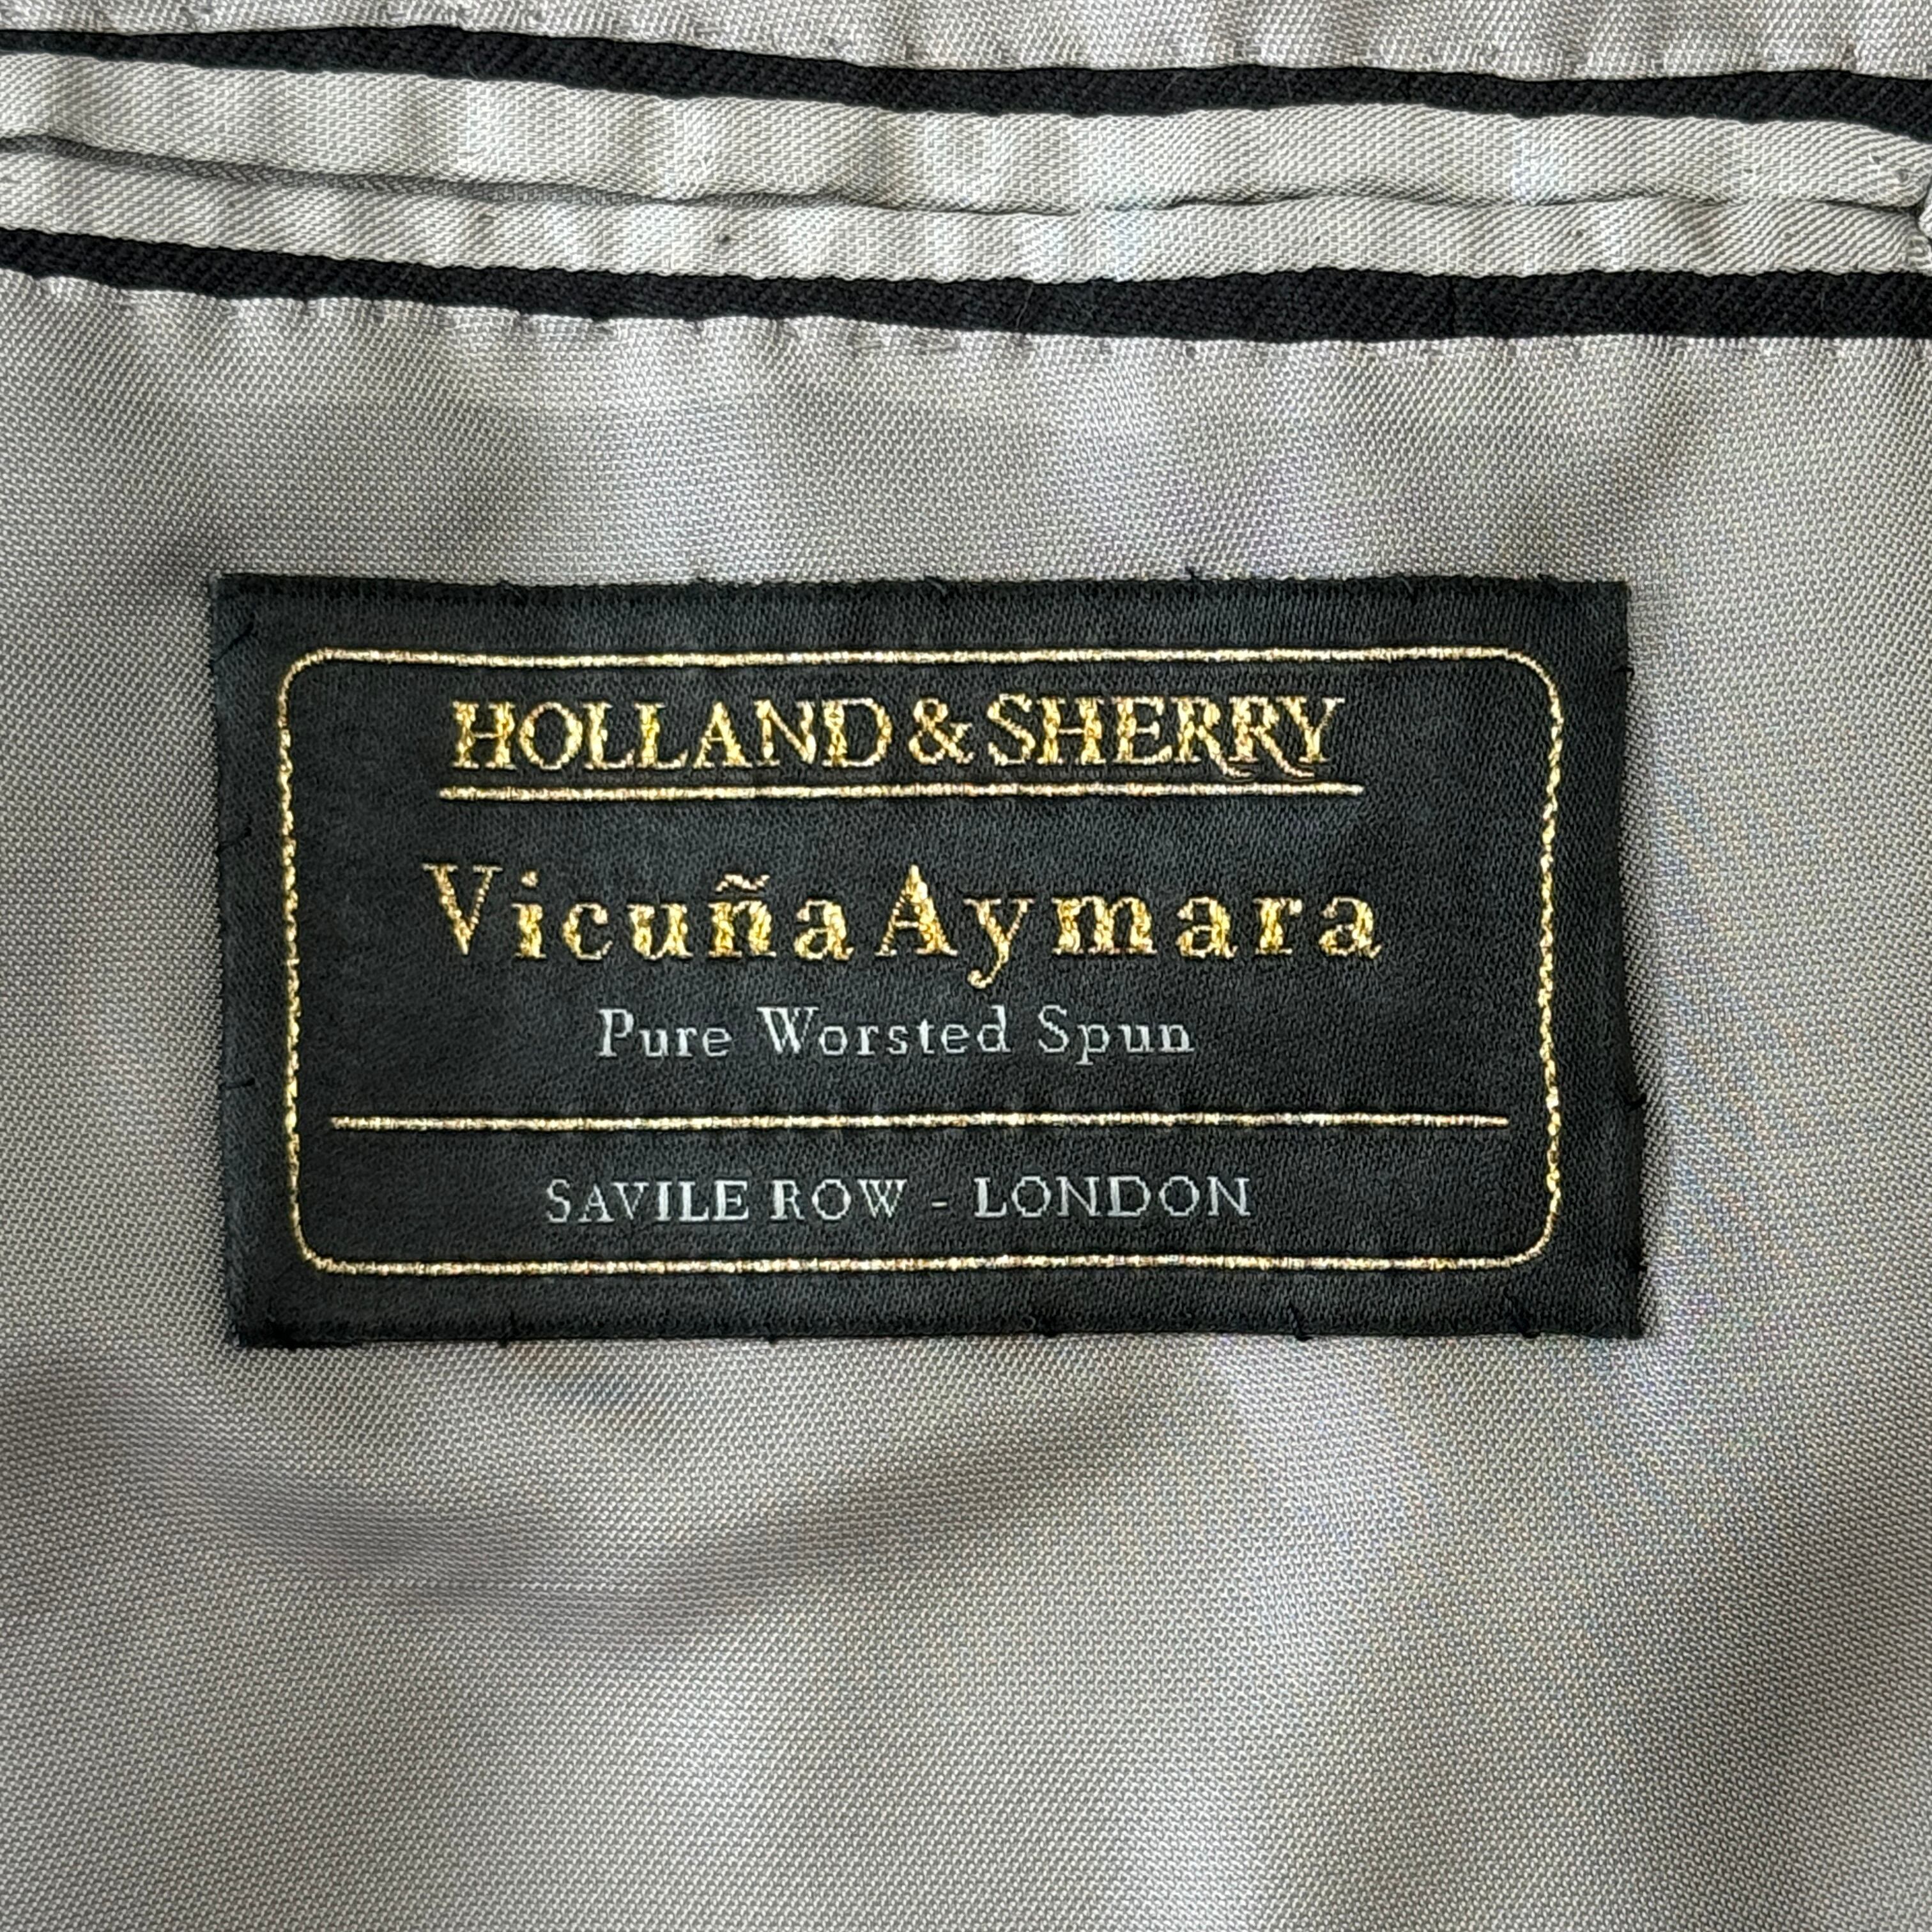 HOLLAND & SHERRY
Vicuña Aymara
Pure Worsted Spun
SAVILE ROW - LONDON